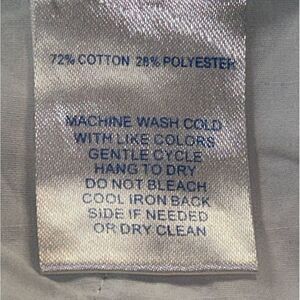 72% COTTON 28% POLYESTER
MACHINE WASH COLD
WITH LIKE COLORS
GENTLE CYCLE
HANG TO DRY
DO NOT BLEACH
COOL IRON BACK
SIDE IF NEEDED
OR DRY CLEAN